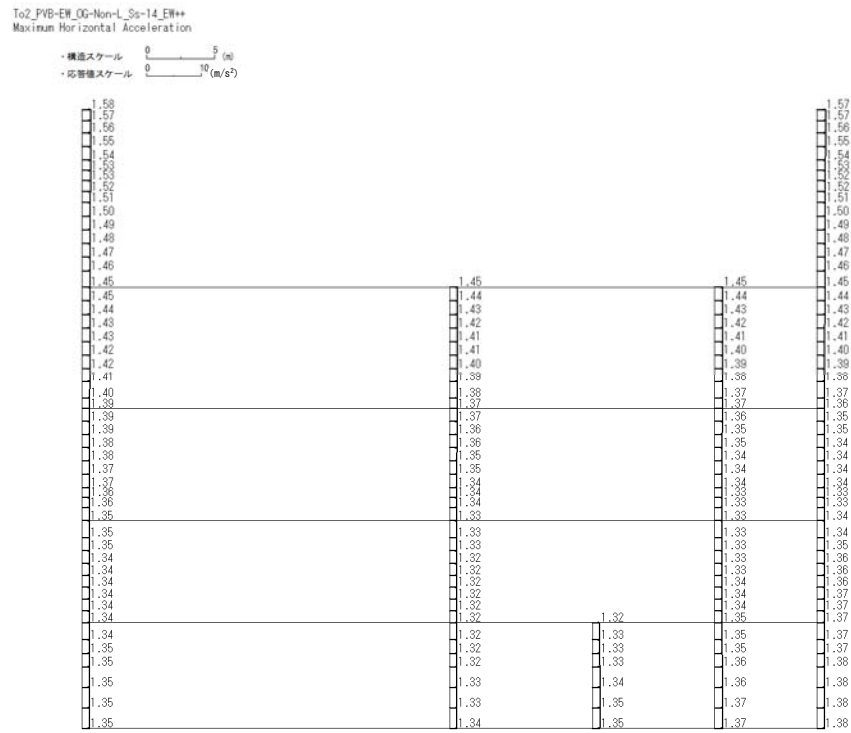 To2_PVB-EW_OG-Non-L_Ss-14_EW++
Maximum Horizontal Acceleration
・構造スケール 0 5 (m)
・応答値スケール 0 10 (m/s²)
1.58 1.57
1.57 1.57
1.56 1.56
1.55 1.55
1.54 1.54
1.53 1.53
1.53 1.52
1.52 1.52
1.51 1.51
1.50 1.50
1.49 1.49
1.48 1.48
1.47 1.47
1.46 1.46
1.45 1.45 1.45 1.45
1.45 1.44 1.44 1.44
1.44 1.43 1.43 1.43
1.43 1.42 1.42 1.42
1.43 1.41 1.41 1.41
1.42 1.41 1.40 1.40
1.42 1.40 1.39 1.39
1.41 1.39 1.38 1.38
1.40 1.38 1.37 1.37
1.39 1.37 1.37 1.36
1.39 1.37 1.36 1.35
1.39 1.36 1.35 1.35
1.38 1.36 1.35 1.34
1.38 1.35 1.34 1.34
1.37 1.35 1.34 1.34
1.37 1.34 1.34 1.34
1.36 1.34 1.33 1.33
1.36 1.34 1.33 1.33
1.35 1.33 1.33 1.34
1.35 1.33 1.33 1.34
1.35 1.33 1.33 1.35
1.34 1.32 1.33 1.36
1.34 1.32 1.33 1.36
1.34 1.32 1.34 1.36
1.34 1.32 1.34 1.37
1.34 1.32 1.34 1.37
1.34 1.32 1.32 1.35 1.37
1.34 1.32 1.33 1.35 1.37
1.35 1.32 1.33 1.35 1.37
1.35 1.32 1.33 1.36 1.38
1.35 1.33 1.34 1.36 1.38
1.35 1.33 1.35 1.37 1.38
1.35 1.34 1.35 1.37 1.38